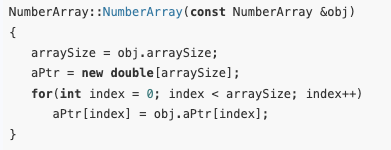 NumberArray::NumberArray(const NumberArray &obj)
{
   arraySize = obj.arraySize;
   aPtr = new double[arraySize];
   for(int index = 0; index < arraySize; index++)
      aPtr[index] = obj.aPtr[index];
}